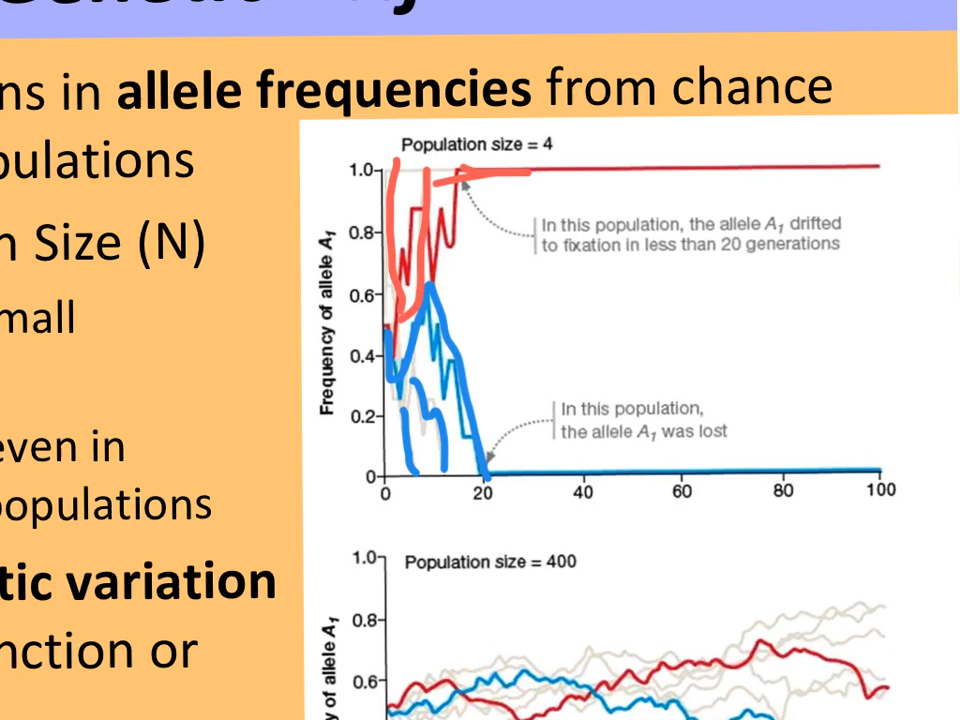 ns in allele frequencies from chance
pulations
n Size (N)
mall
even in
populations
tic variation
nction or
Population size = 4
1.0
0.8
0.6
0.4
0.2
0
Frequency of allele A1
In this population, the allele A1 drifted
to fixation in less than 20 generations
In this population,
the allele A1 was lost
0 20 40 60 80 100
Population size = 400
1.0
0.8
0.6
y of allele A1